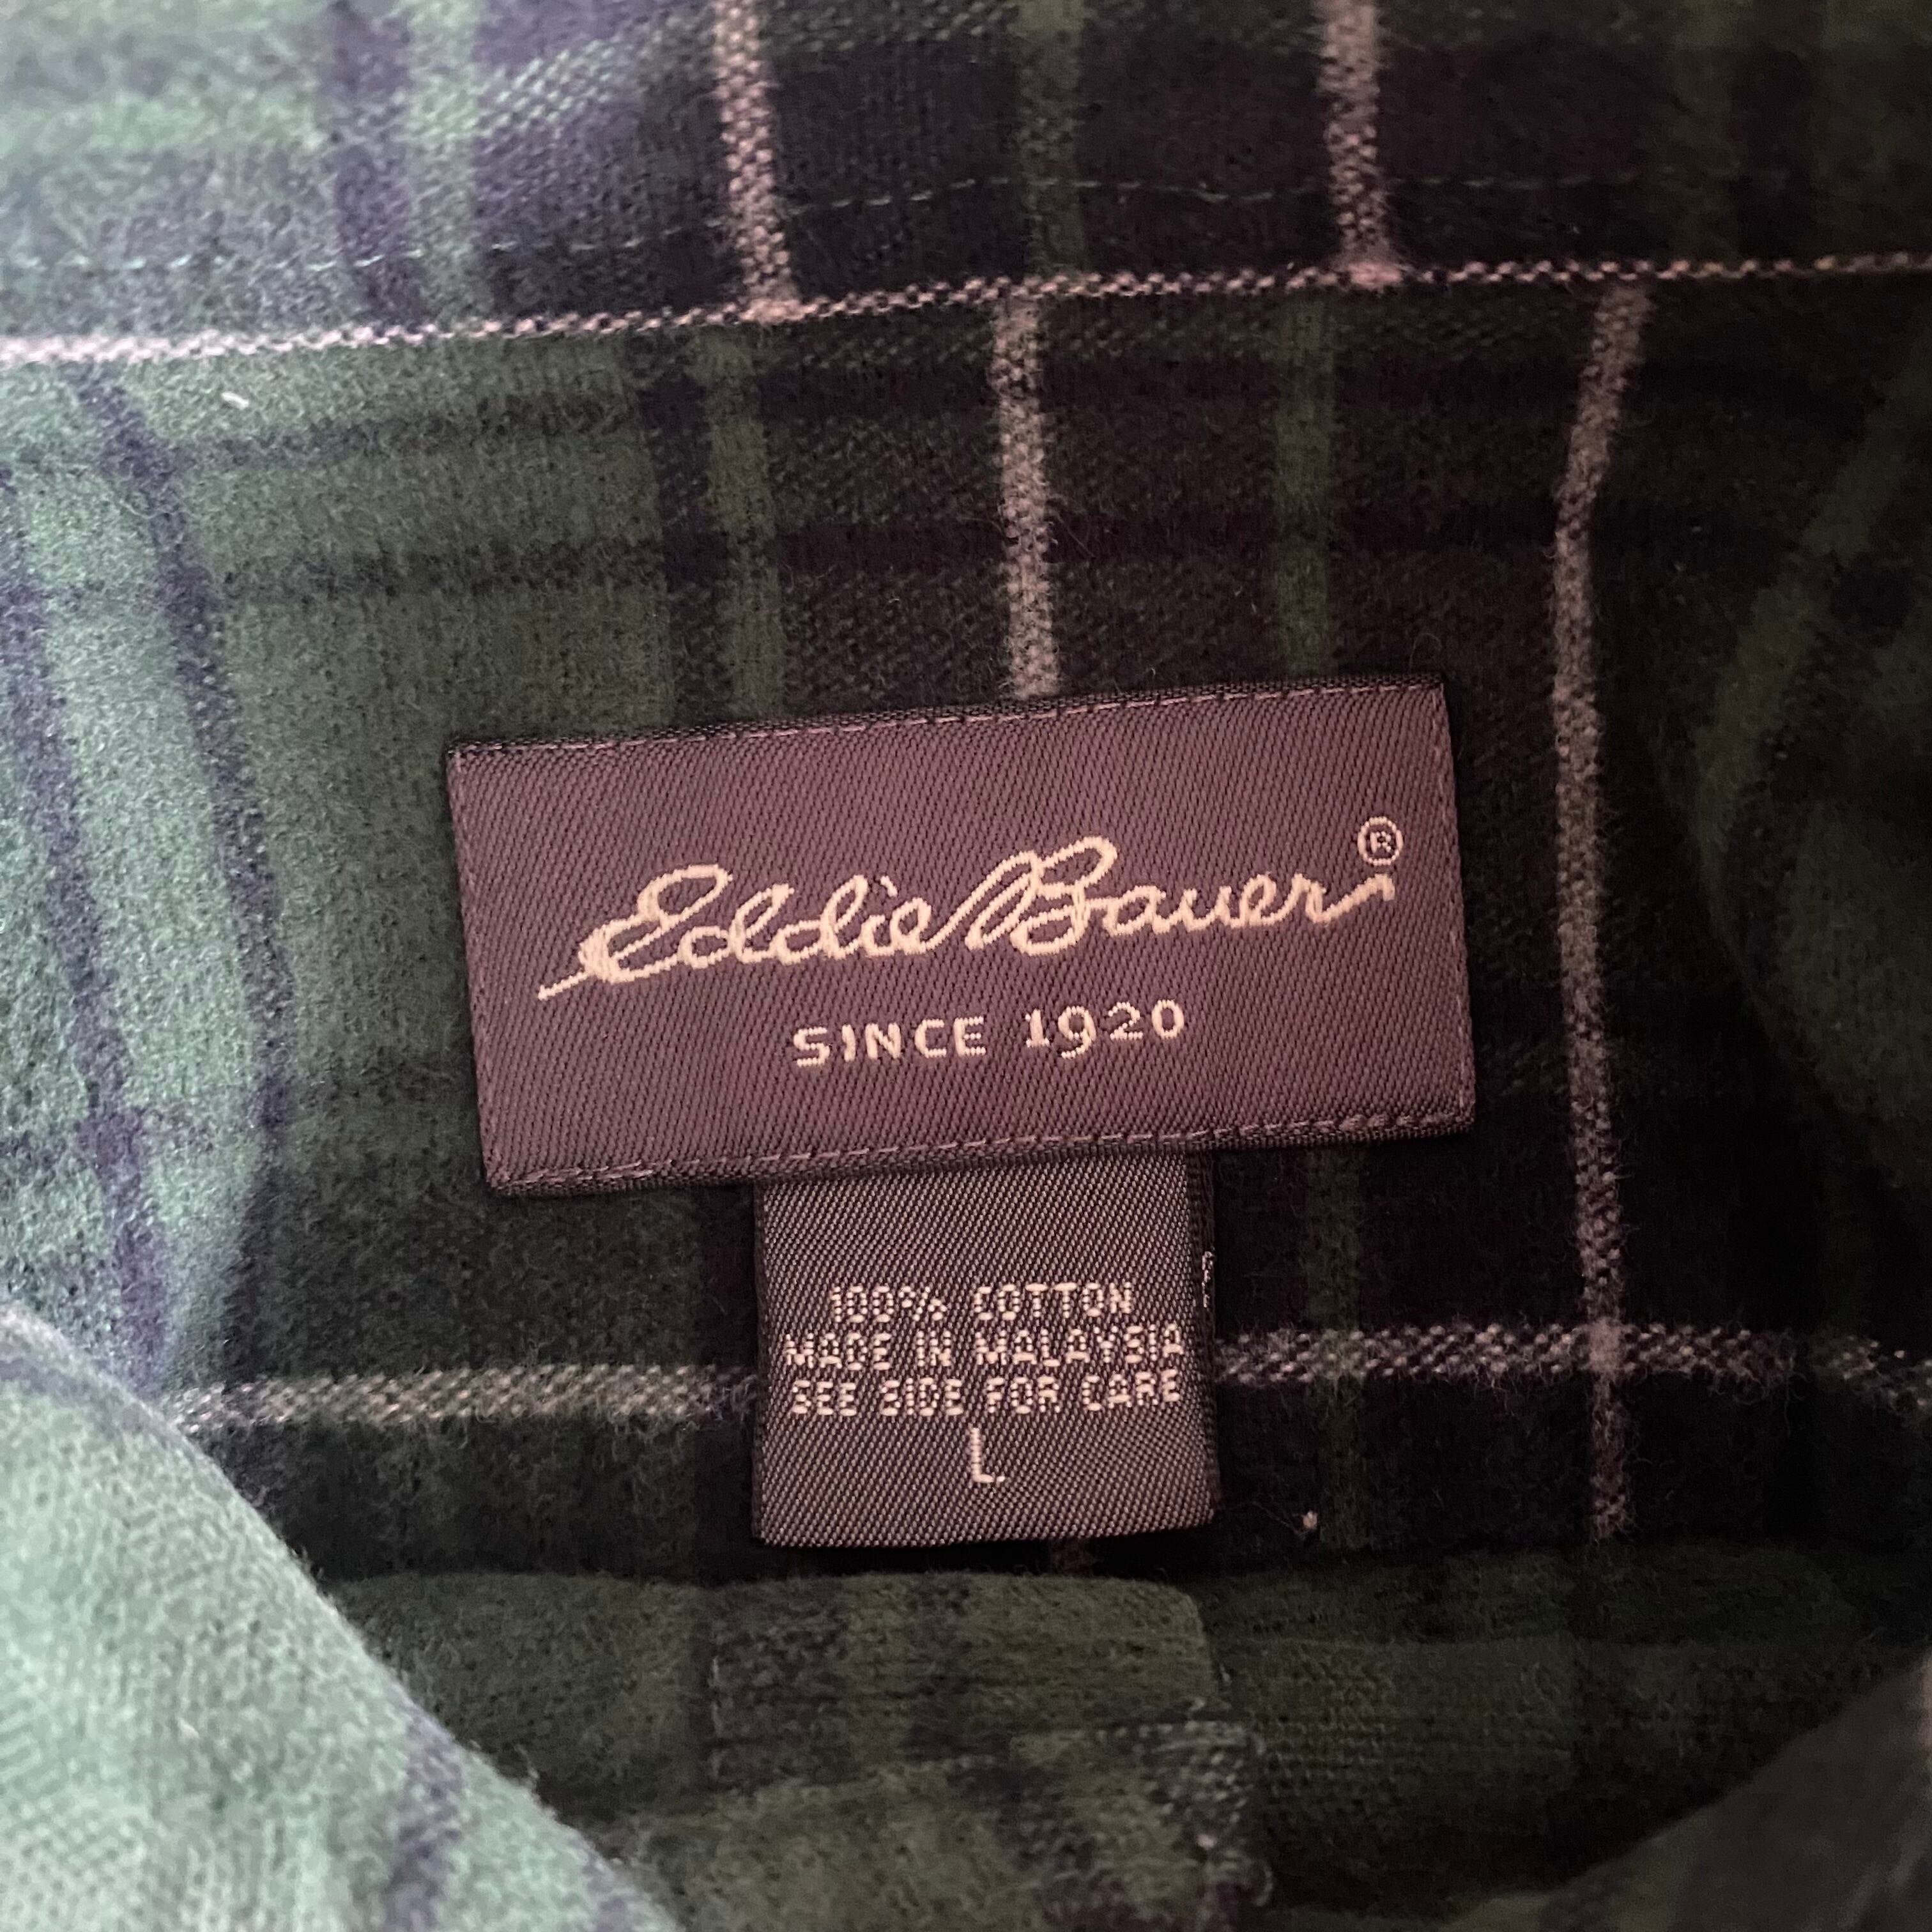 Eddie Bauer®
SINCE 1920
100% COTTON
MADE IN MALAYSIA
SEE SIDE FOR CARE
L